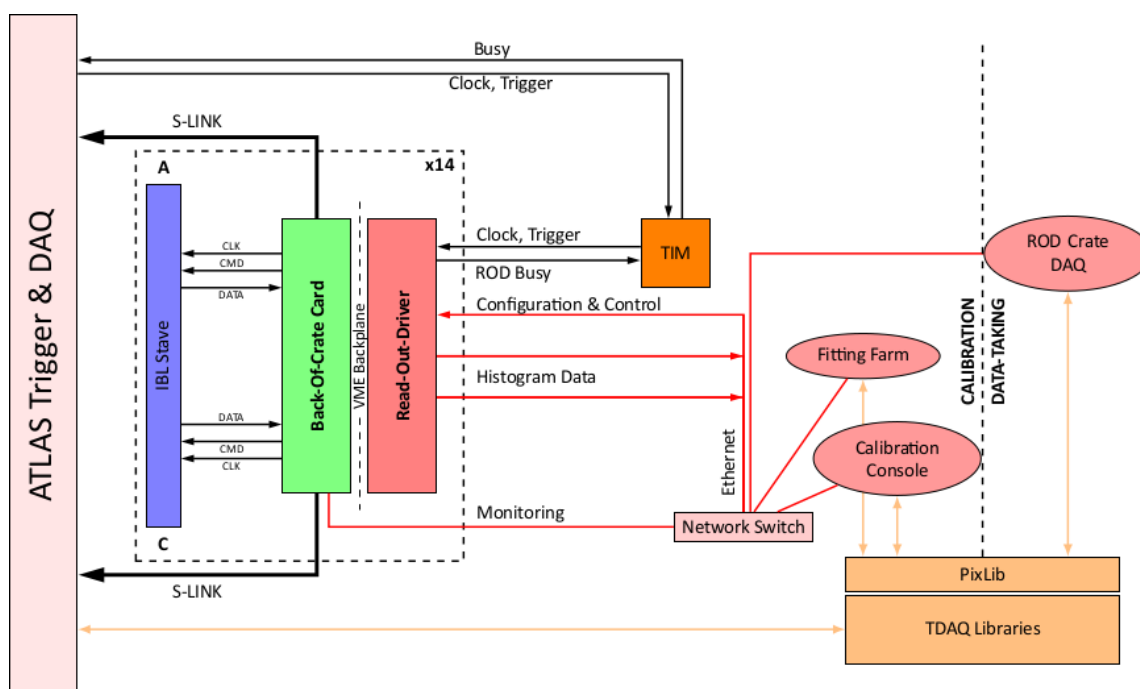 Busy
Clock, Trigger
S-LINK
A
x14
ATLAS Trigger & DAQ
IBL Stave
CLK
CMD
DATA
DATA
CMD
CLK
Back-Of-Crate Card
VME Backplane
Read-Out-Driver
Clock, Trigger
ROD Busy
TIM
Configuration & Control
Histogram Data
Monitoring
Ethernet
Network Switch
ROD Crate
DAQ
CALIBRATION
DATA-TAKING
Fitting Farm
Calibration
Console
C
S-LINK
PixLib
TDAQ Libraries